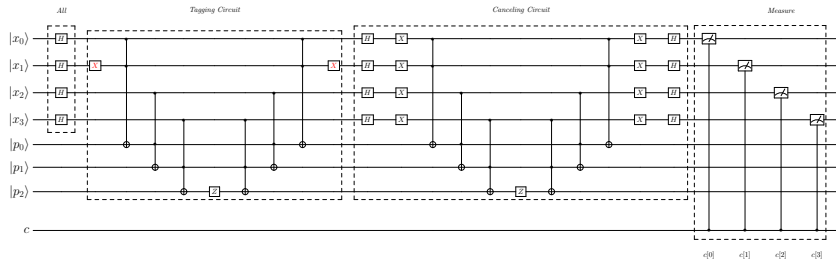 All Tagging Circuit Canceling Circuit Measure
|x₀⟩ H H X X H
|x₁⟩ H X X H X X H
|x₂⟩ H H X X H
|x₃⟩ H H X X H
|p₀⟩
|p₁⟩
|p₂⟩ Z Z
c
c[0] c[1] c[2] c[3]